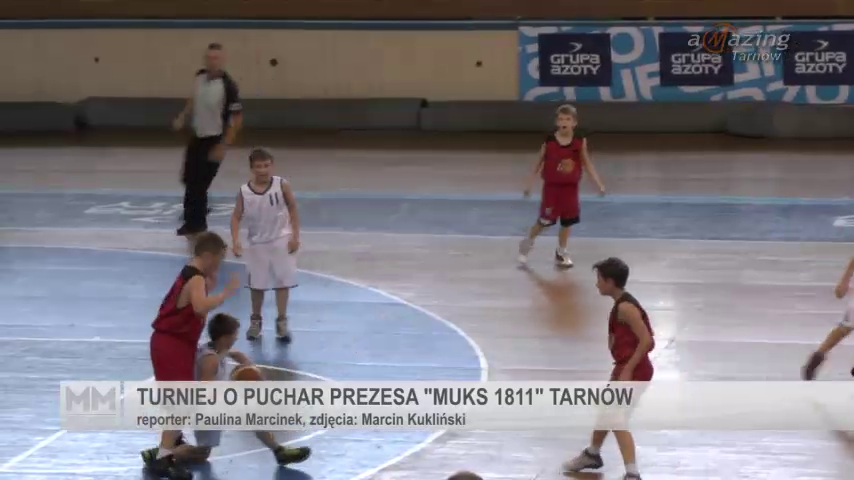 aMazing
Tarnów
GRUPA AZOTY
GRUPA AZOTY
GRUPA AZOTY
11
MM
TURNIEJ O PUCHAR PREZESA "MUKS 1811" TARNÓW
reporter: Paulina Marcinek, zdjęcia: Marcin Kukliński